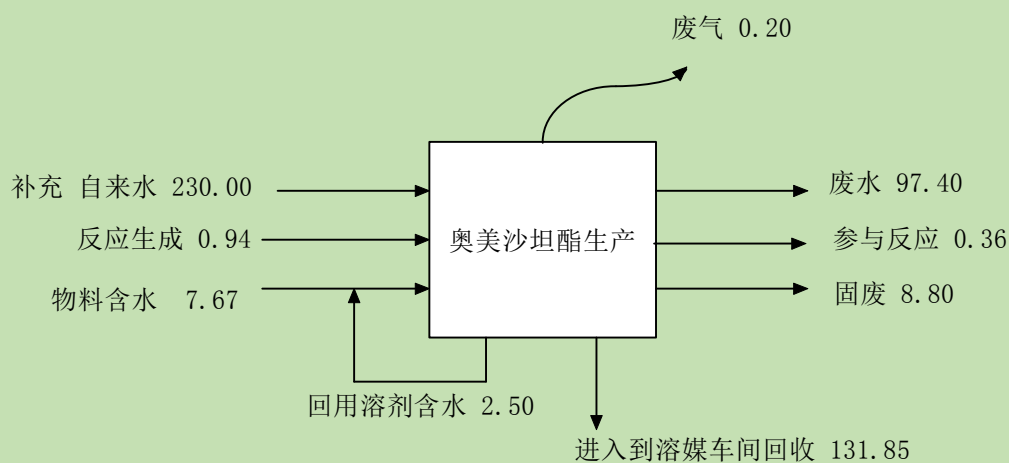 废气 0.20
补充 自来水 230.00
反应生成 0.94
物料含水 7.67
奥美沙坦酯生产
废水 97.40
参与反应 0.36
固废 8.80
回用溶剂含水 2.50
进入到溶媒车间回收 131.85